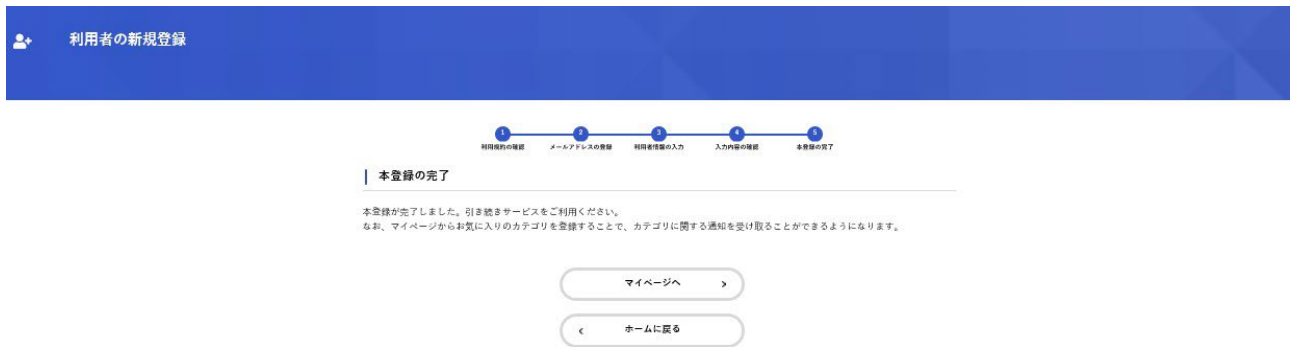 利用者の新規登録
1 2 3 4 5
利用規約の確認 メールアドレスの登録 利用者情報の入力 入力内容の確認 本登録の完了
本登録の完了
本登録が完了しました。引き続きサービスをご利用ください。
なお、マイページからお気に入りのカテゴリを登録することで、カテゴリに関する通知を受け取ることができるようになります。
マイページへ
ホームに戻る